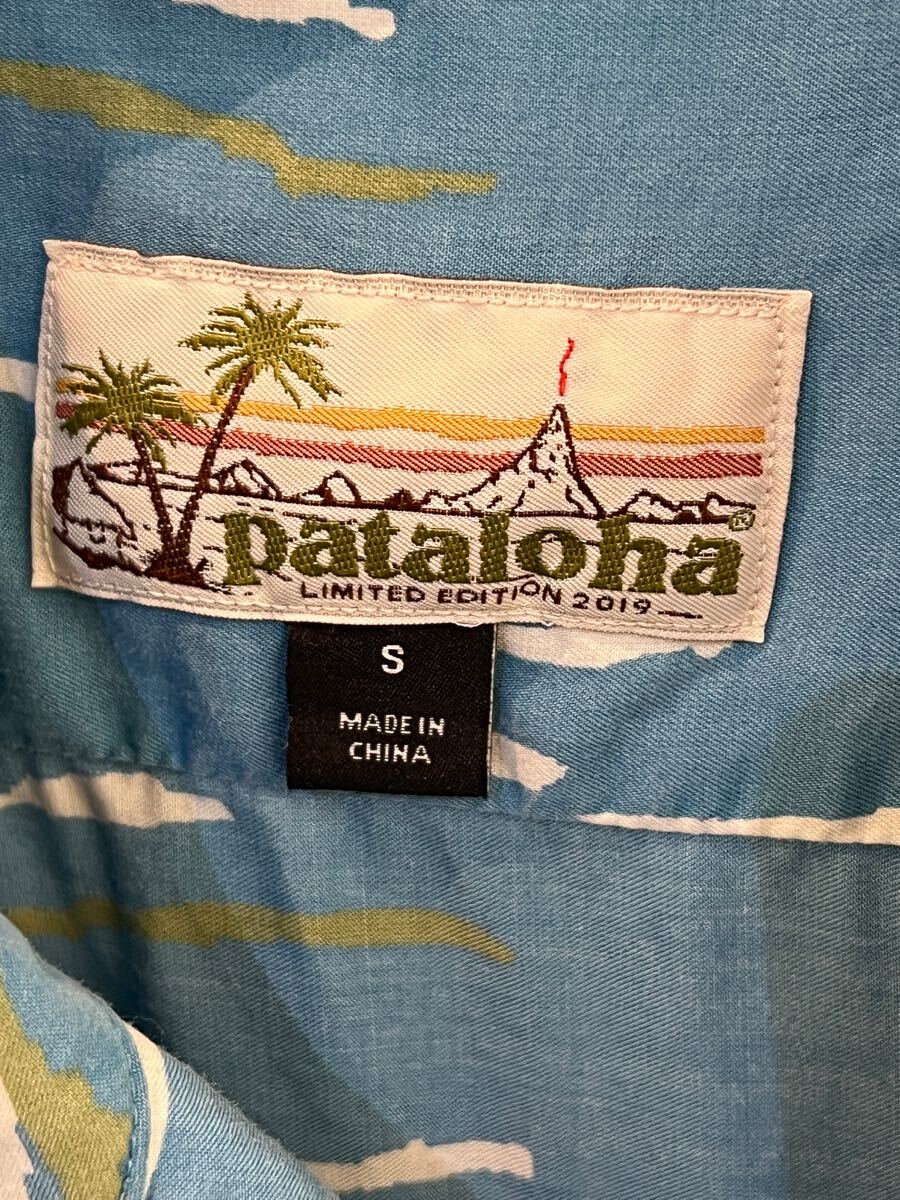 pataloha®
LIMITED EDITION 2019
S
MADE IN
CHINA